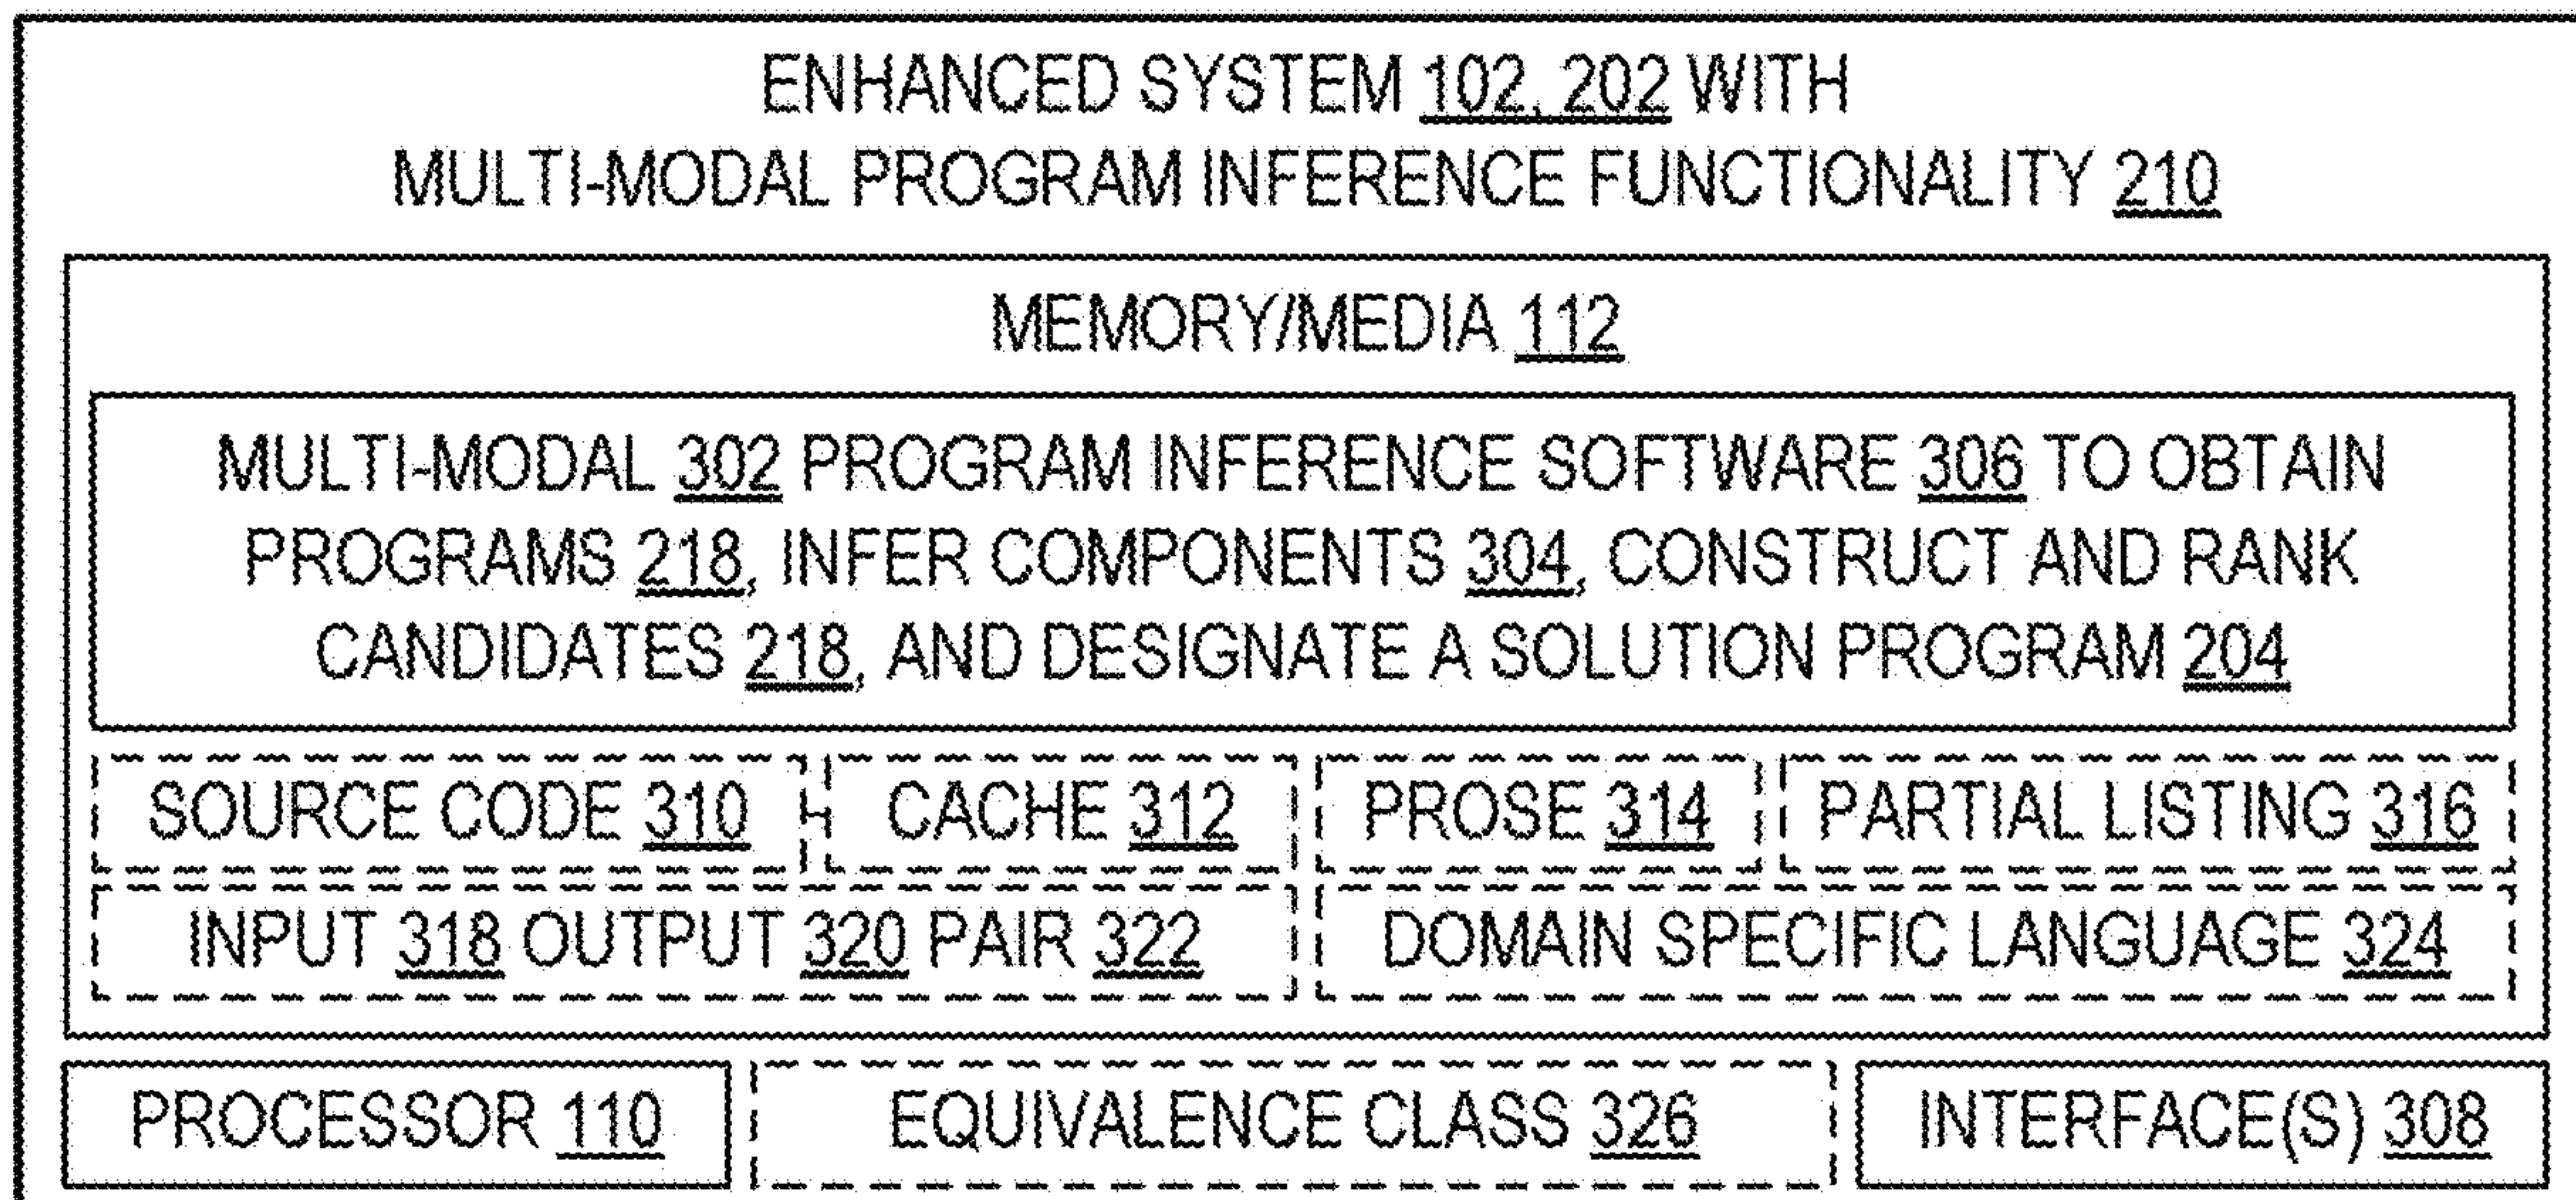 ENHANCED SYSTEM 102, 202 WITH
MULTI-MODAL PROGRAM INFERENCE FUNCTIONALITY 210
MEMORY/MEDIA 112
MULTI-MODAL 302 PROGRAM INFERENCE SOFTWARE 306 TO OBTAIN
PROGRAMS 218, INFER COMPONENTS 304, CONSTRUCT AND RANK
CANDIDATES 218, AND DESIGNATE A SOLUTION PROGRAM 204
SOURCE CODE 310 CACHE 312 PROSE 314 PARTIAL LISTING 316
INPUT 318 OUTPUT 320 PAIR 322 DOMAIN SPECIFIC LANGUAGE 324
PROCESSOR 110 EQUIVALENCE CLASS 326 INTERFACE(S) 308